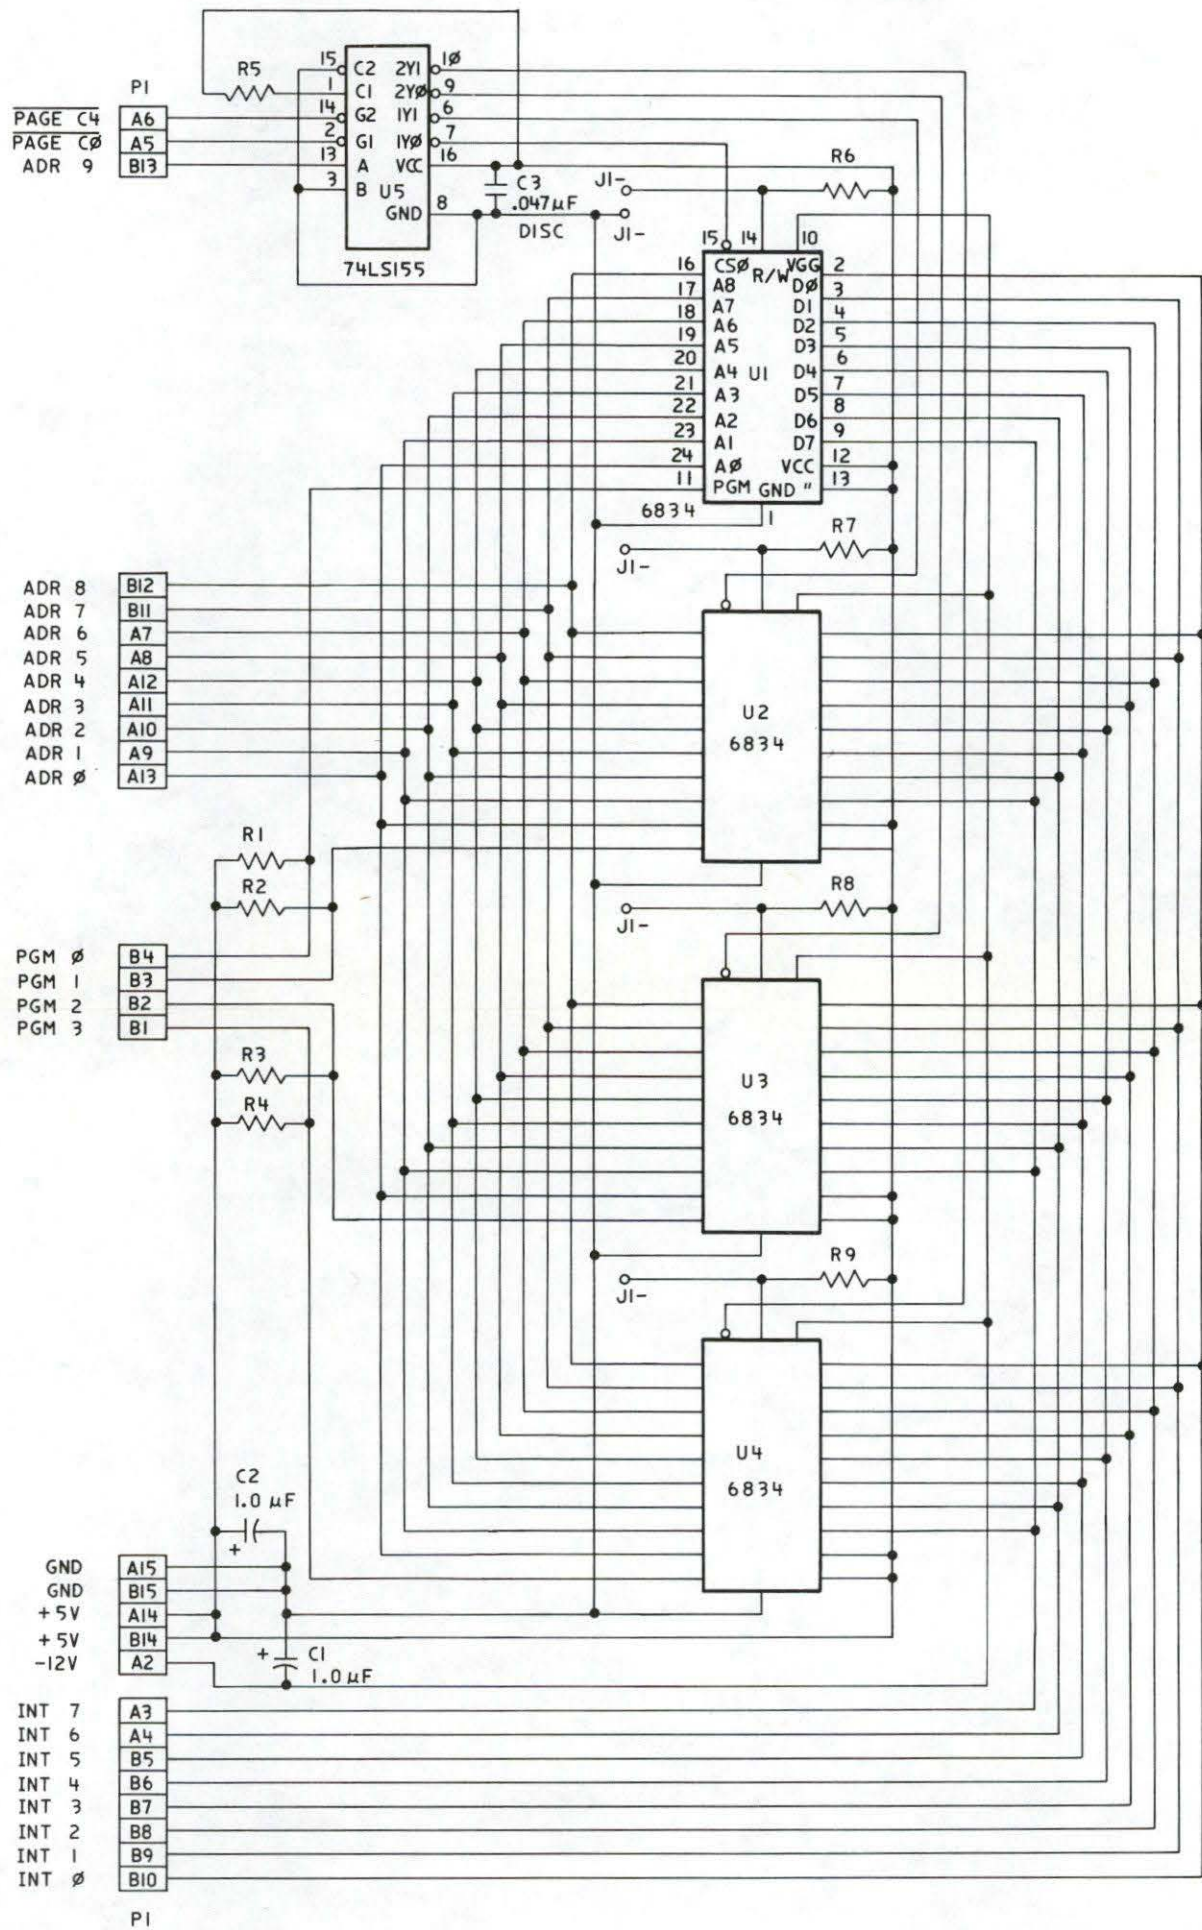 P1
PAGE C4 A6
PAGE CØ A5
ADR 9 B13
R5
15 C2 2Y1 1Ø
1 C1 2YØ 9
14 G2 1Y1 6
2 G1 1YØ 7
13 A VCC 16
3 B U5
GND 8
74LS155
C3
.047µF
DISC
J1-
J1-
R6
15 14 10
16 CSØ R/W VGG 2
17 A8 DØ 3
18 A7 D1 4
19 A6 D2 5
20 A5 D3 6
21 A4 U1 D4 7
22 A3 D5 8
23 A2 D6 9
24 A1 D7 12
11 AØ VCC 13
PGM GND "
6834 1
R7
J1-
ADR 8 B12
ADR 7 B11
ADR 6 A7
ADR 5 A8
ADR 4 A12
ADR 3 A11
ADR 2 A10
ADR 1 A9
ADR Ø A13
U2
6834
R1
R2
R8
J1-
PGM Ø B4
PGM 1 B3
PGM 2 B2
PGM 3 B1
R3
R4
U3
6834
R9
J1-
U4
6834
C2
1.0 µF
+
GND A15
GND B15
+5V A14
+5V B14
-12V A2
+ C1
1.0 µF
INT 7 A3
INT 6 A4
INT 5 B5
INT 4 B6
INT 3 B7
INT 2 B8
INT 1 B9
INT Ø B10
P1